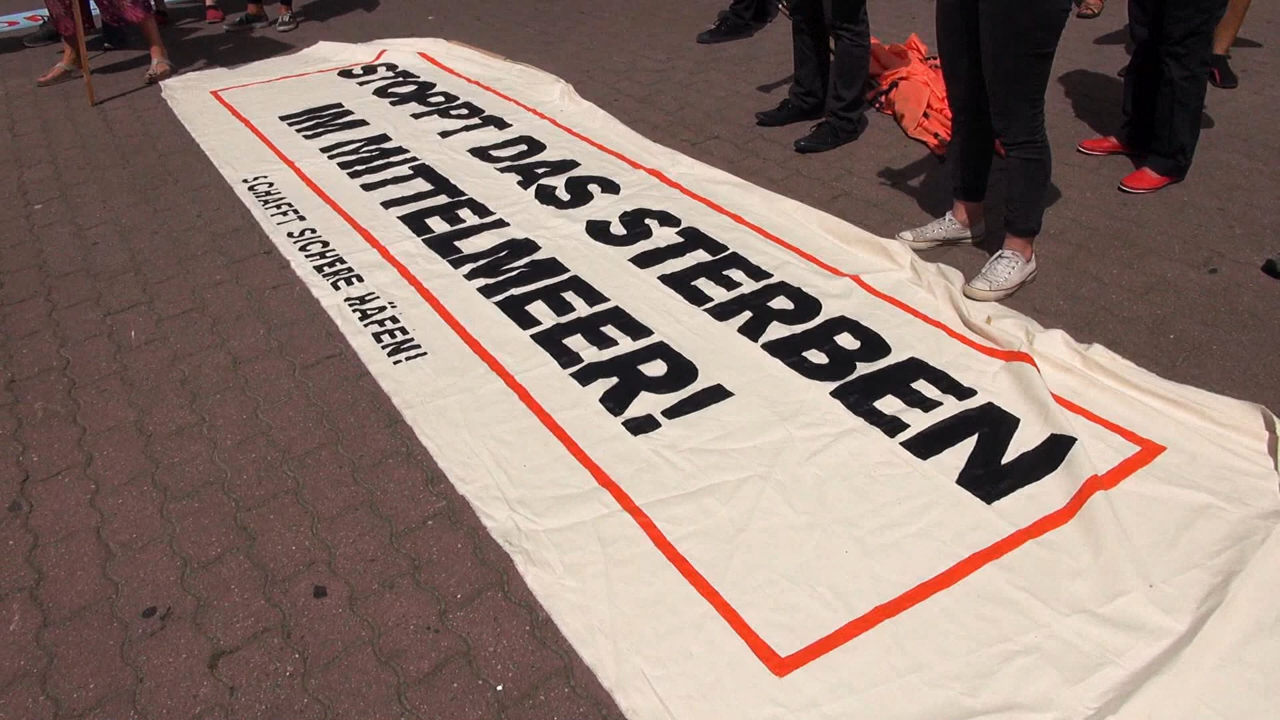 STOPPT DAS STERBEN
IM MITTELMEER!
SCHAFFT SICHERE HÄFEN!